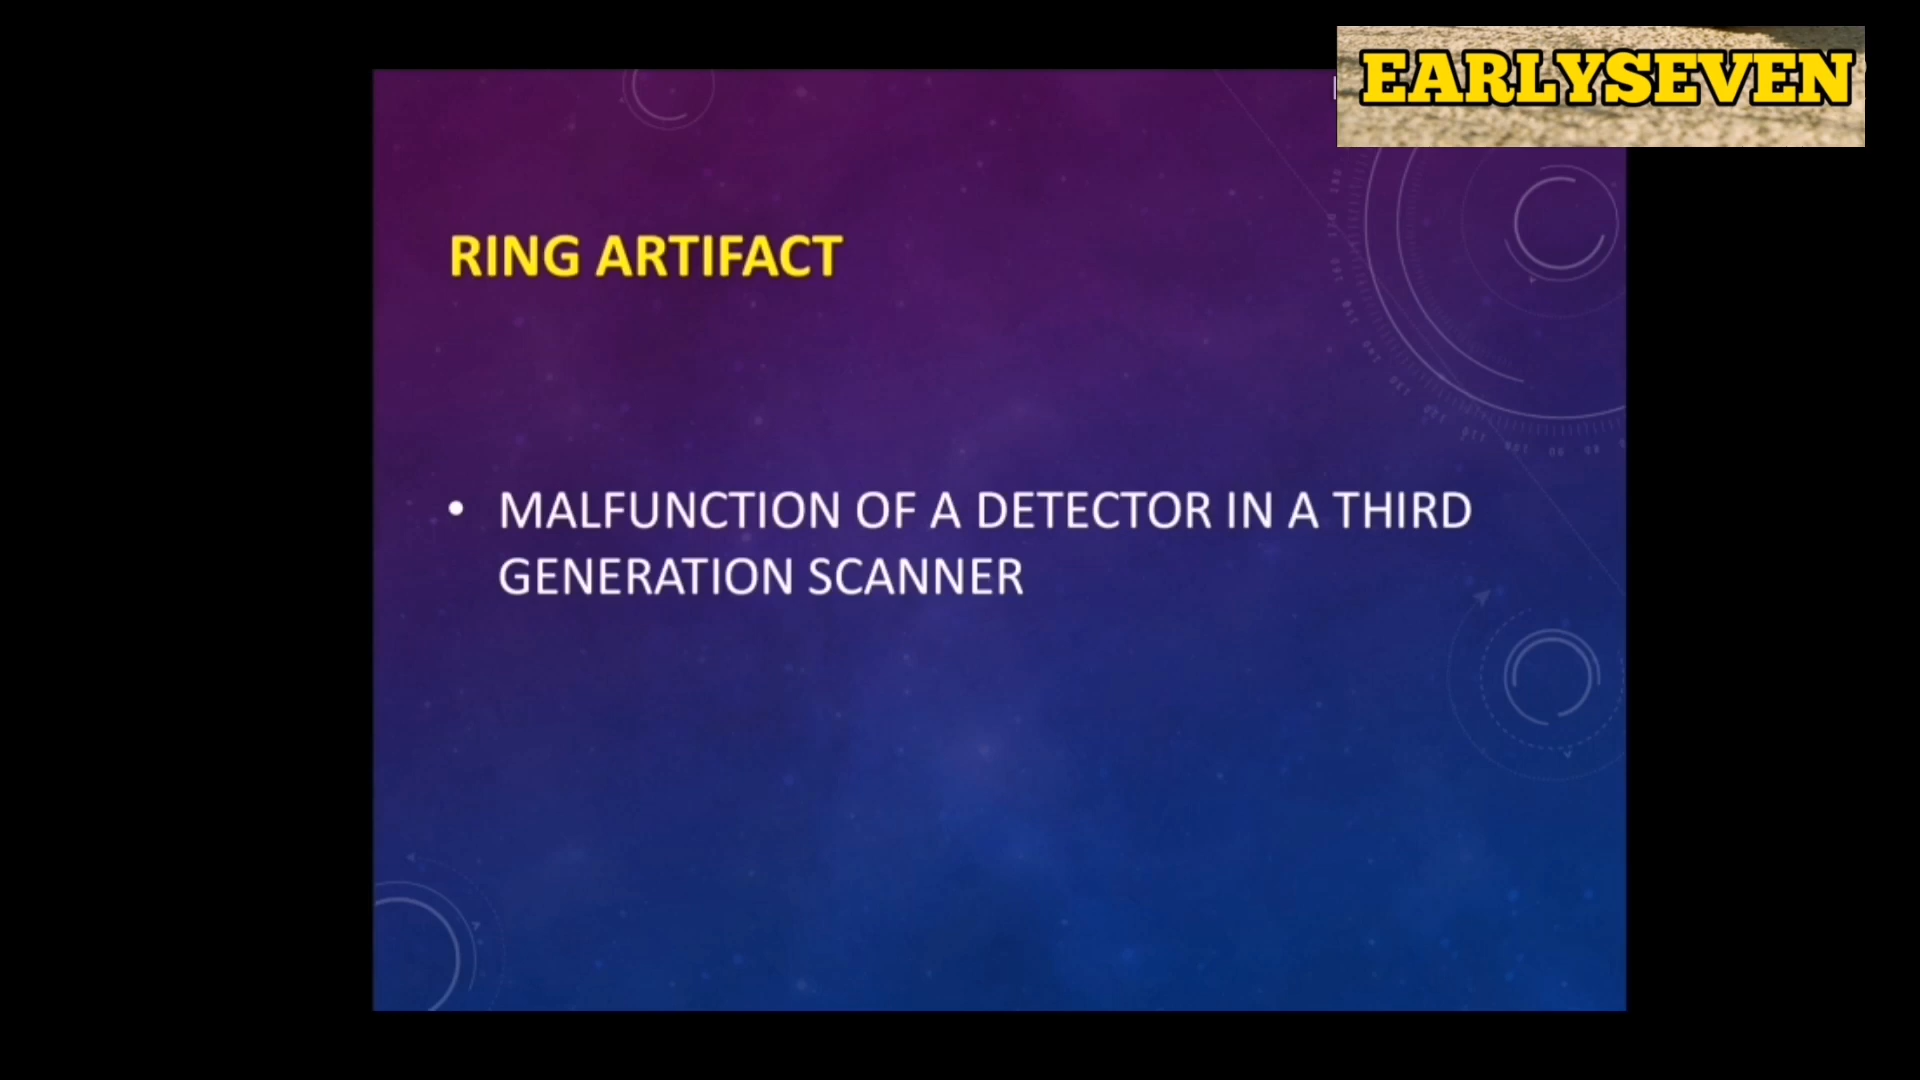 EARLYSEVEN
RING ARTIFACT
• MALFUNCTION OF A DETECTOR IN A THIRD
GENERATION SCANNER